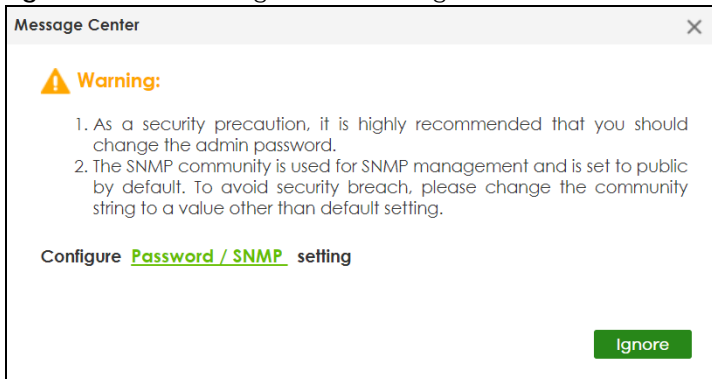 Message Center
Warning:
1. As a security precaution, it is highly recommended that you should
change the admin password.
2. The SNMP community is used for SNMP management and is set to public
by default. To avoid security breach, please change the community
string to a value other than default setting.
Configure Password / SNMP setting
Ignore